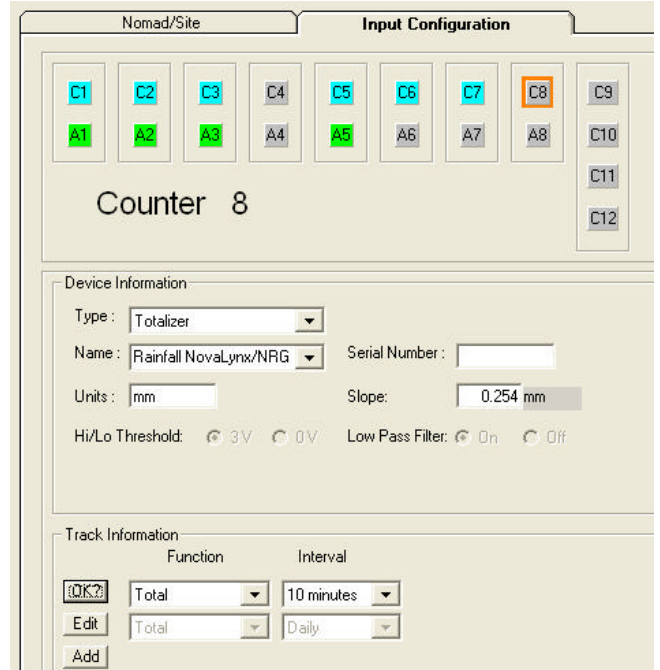 Nomad/Site Input Configuration
C1 C2 C3 C4 C5 C6 C7 C8 C9
A1 A2 A3 A4 A5 A6 A7 A8 C10
C11
Counter 8
C12
Device Information
Type : Totalizer
Name : Rainfall NovaLynx/NRG Serial Number :
Units : mm Slope: 0.254 mm
Hi/Lo Threshold: 3V 0V Low Pass Filter: On Off
Track Information
Function Interval
(OK?) Total 10 minutes
Edit Total Daily
Add